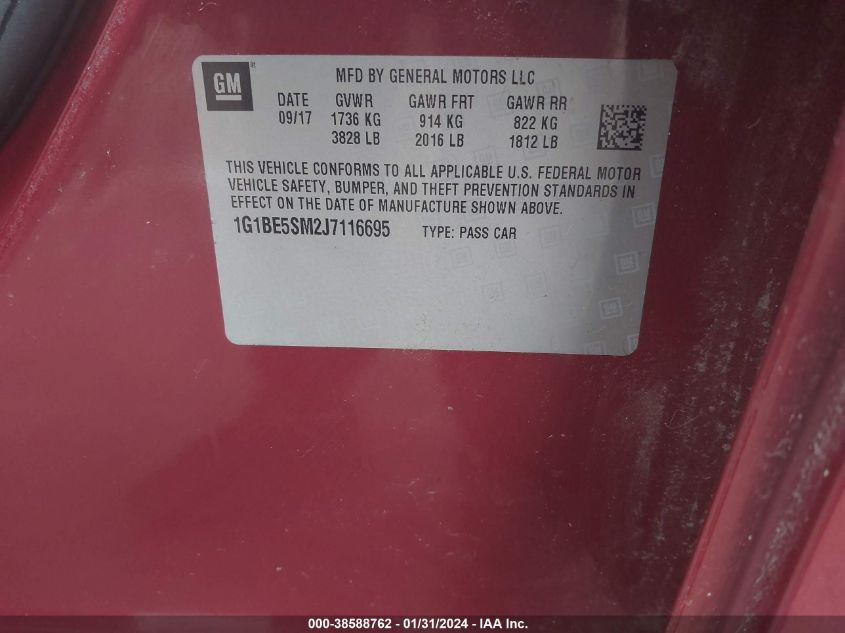 GM
MFD BY GENERAL MOTORS LLC
DATE GVWR GAWR FRT GAWR RR
09/17 1736 KG 914 KG 822 KG
3828 LB 2016 LB 1812 LB
THIS VEHICLE CONFORMS TO ALL APPLICABLE U.S. FEDERAL MOTOR
VEHICLE SAFETY, BUMPER, AND THEFT PREVENTION STANDARDS IN
EFFECT ON THE DATE OF MANUFACTURE SHOWN ABOVE.
1G1BE5SM2J7116695 TYPE: PASS CAR
000-38588762 - 01/31/2024 - IAA Inc.